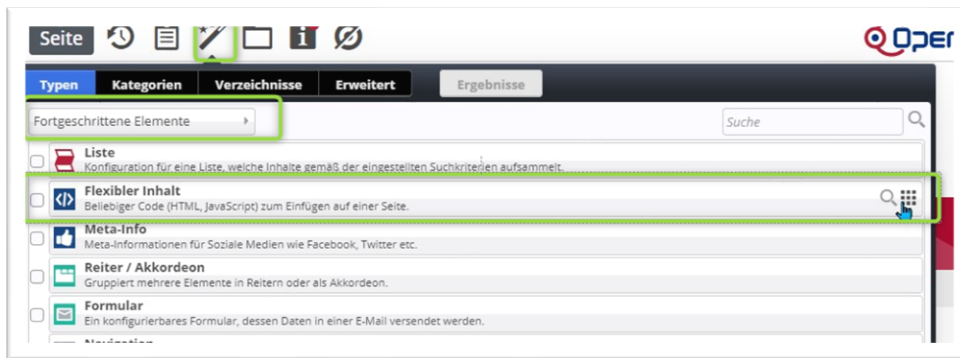 Seite
Oper
Typen Kategorien Verzeichnisse Erweitert Ergebnisse
Fortgeschrittene Elemente Suche
Liste
Konfiguration für eine Liste, welche Inhalte gemäß der eingestellten Suchkriterien aufsammelt.
Flexibler Inhalt
Beliebiger Code (HTML, JavaScript) zum Einfügen auf einer Seite.
Meta-Info
Meta-Informationen für Soziale Medien wie Facebook, Twitter etc.
Reiter / Akkordeon
Gruppiert mehrere Elemente in Reitern oder als Akkordeon.
Formular
Ein konfigurierbares Formular, dessen Daten in einer E-Mail versendet werden.